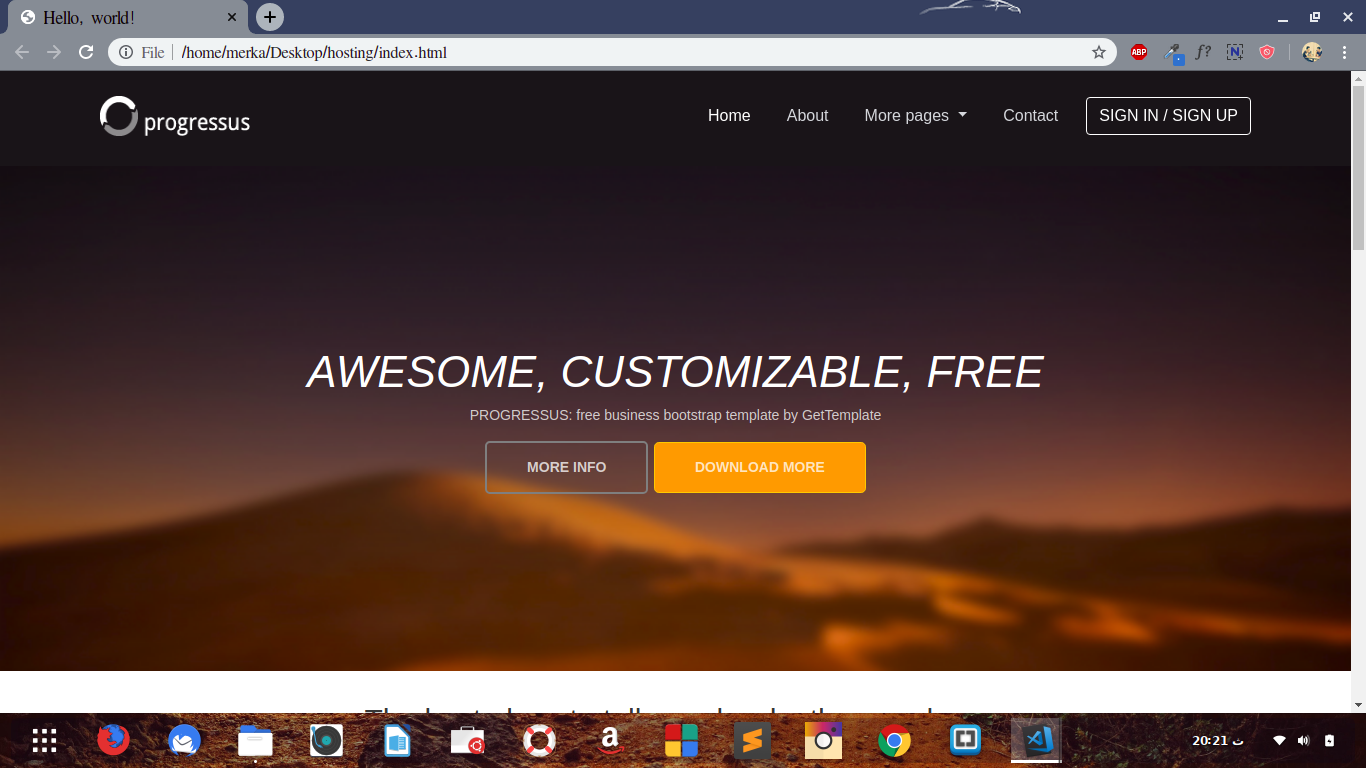 Hello, world!
File
/home/merka/Desktop/hosting/index.html
ABP
f?
N
progressus
Home
About
More pages
Contact
SIGN IN / SIGN UP
AWESOME, CUSTOMIZABLE, FREE
PROGRESSUS: free business bootstrap template by GetTemplate
MORE INFO
DOWNLOAD MORE
20:21 ث